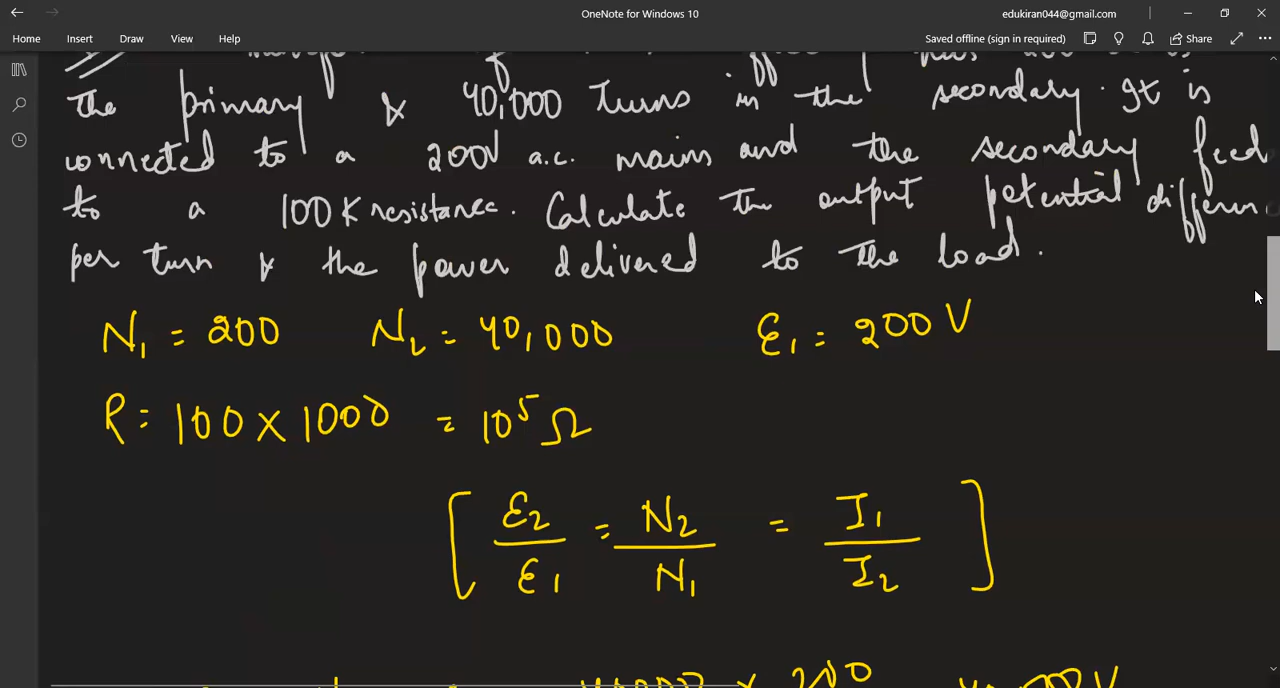 OneNote for Windows 10
edukiran044@gmail.com
Home Insert Draw View Help
Saved offline (sign in required) Share
the primary & 40,000 turns in the secondary. It is
connected to a 200V a.c. mains and the secondary feed
to a 100K resistance. Calculate the output potential differen
per turn & the power delivered to the load.
N₁ = 200 N₂ = 40,000 ε₁ = 200 V
R = 100 × 1000 = 10⁵ Ω
[ ε₂/ε₁ = N₂/N₁ = I₁/I₂ ]